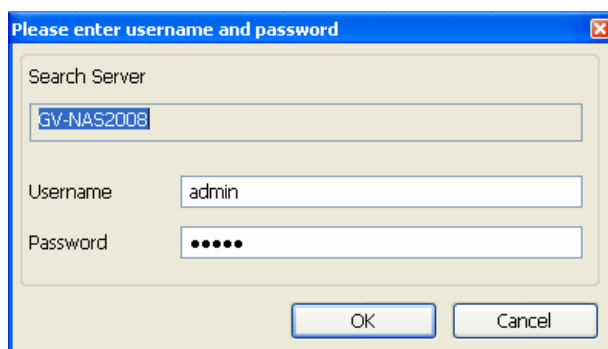 Please enter username and password
Search Server
GV-NAS2008
Username admin
Password •••••
OK Cancel